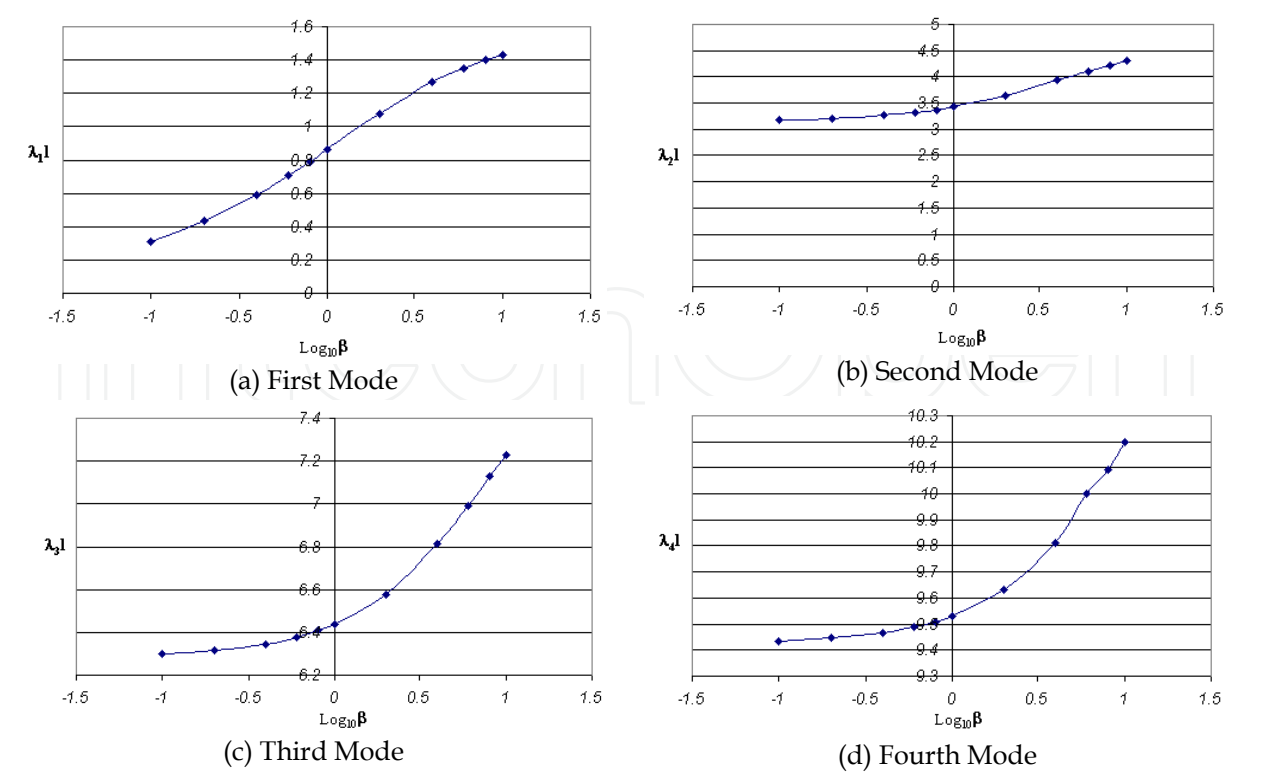 1.6
1.4
1.2
1
0.8
0.6
0.4
0.2
0
-1.5 -1 -0.5 0 0.5 1 1.5
λ₁l
Log₁₀β
(a) First Mode
5
4.5
4
3.5
3
2.5
2
1.5
1
0.5
0
-1.5 -1 -0.5 0 0.5 1 1.5
λ₂l
Log₁₀β
(b) Second Mode
7.4
7.2
7
6.8
6.6
6.4
6.2
-1.5 -1 -0.5 0 0.5 1 1.5
λ₃l
Log₁₀β
(c) Third Mode
10.3
10.2
10.1
10
9.9
9.8
9.7
9.6
9.5
9.4
9.3
-1.5 -1 -0.5 0 0.5 1 1.5
λ₄l
Log₁₀β
(d) Fourth Mode